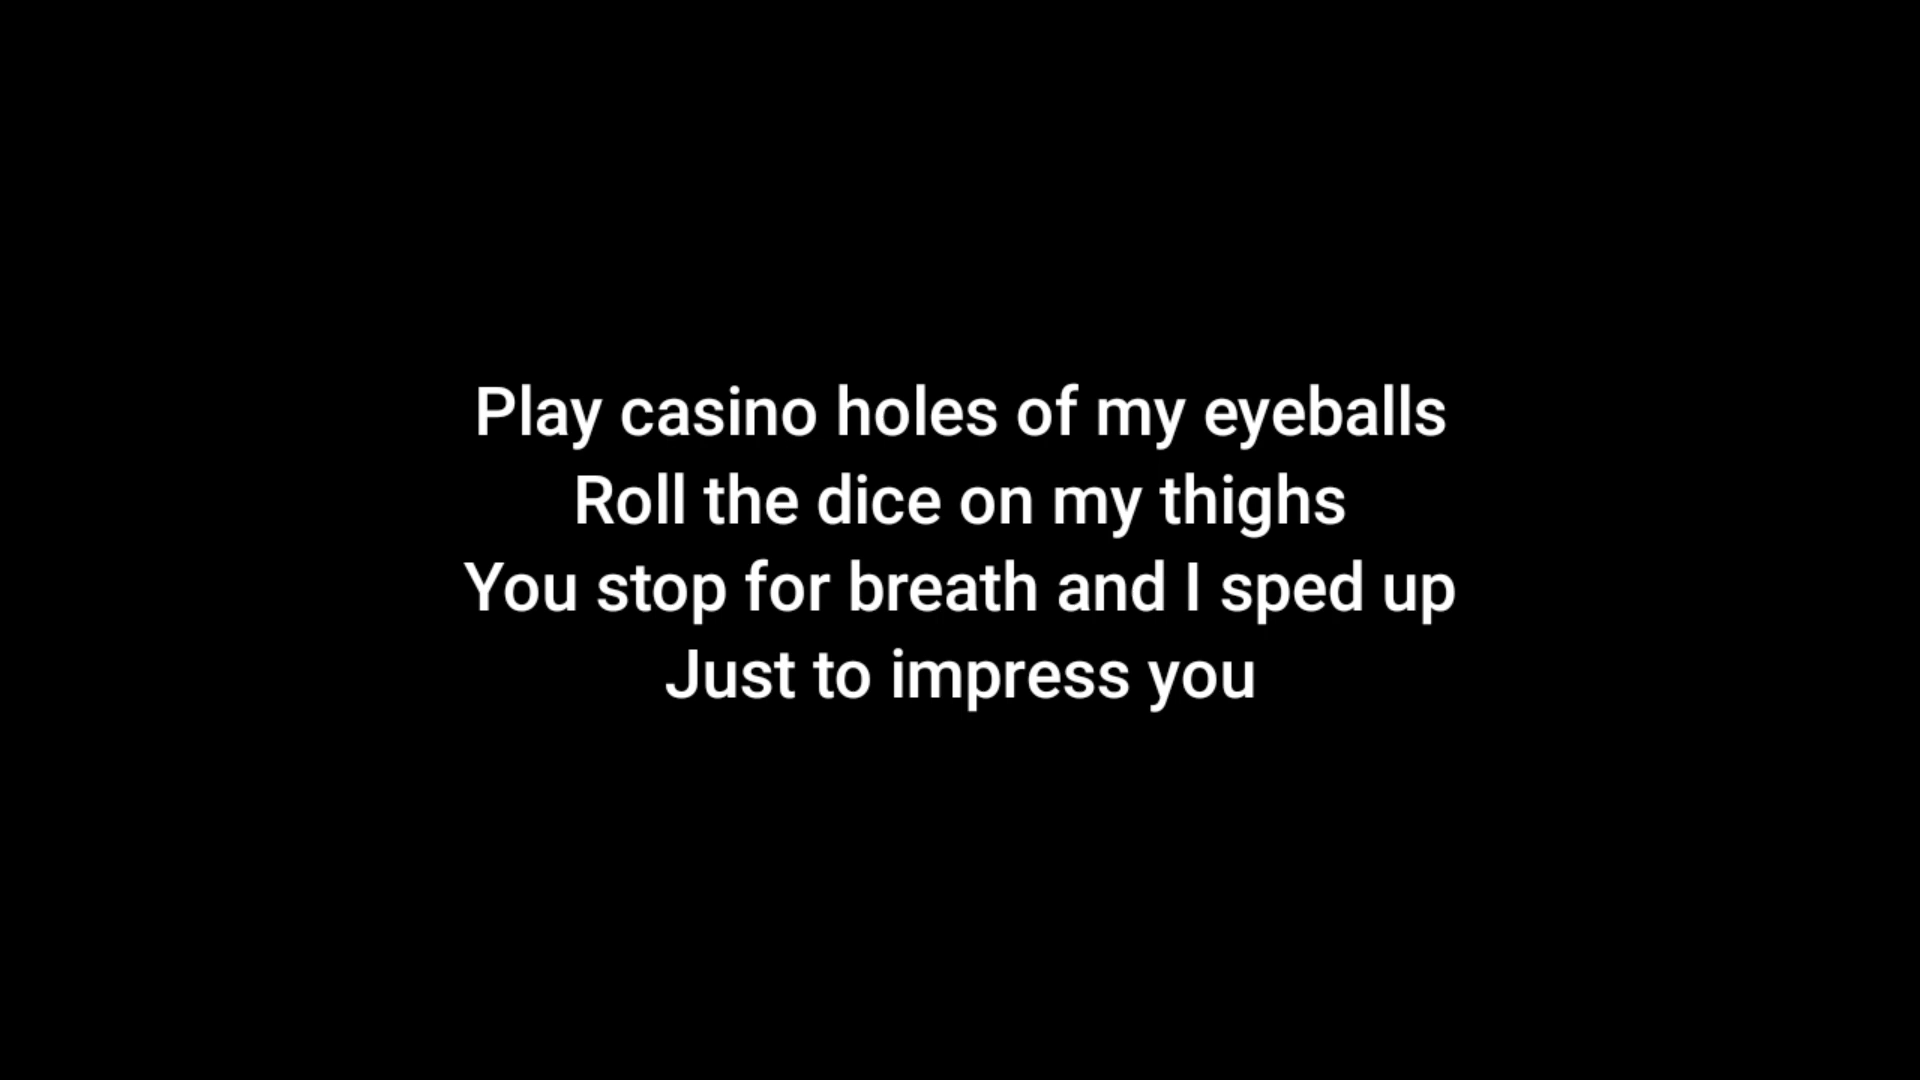 Play casino holes of my eyeballs
Roll the dice on my thighs
You stop for breath and I sped up
Just to impress you